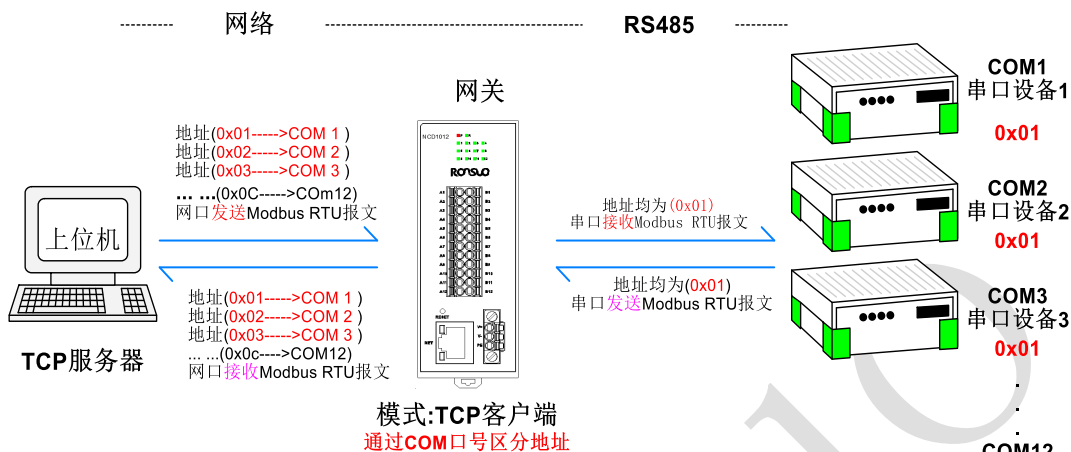 网络
RS485
网关
COM1
串口设备1
0x01
地址(0x01----->COM 1 )
地址(0x02----->COM 2 )
地址(0x03----->COM 3 )
... ...(0x0C----->COm12)
网口发送Modbus RTU报文
NCD1012
上位机
地址均为(0x01)
串口接收Modbus RTU报文
COM2
串口设备2
0x01
地址(0x01----->COM 1 )
地址(0x02----->COM 2 )
地址(0x03----->COM 3 )
... ...(0x0c---->COM12)
网口接收Modbus RTU报文
地址均为(0x01)
串口发送Modbus RTU报文
COM3
串口设备3
0x01
TCP服务器
RESET
NET
模式:TCP客户端
通过COM口号区分地址
COM12